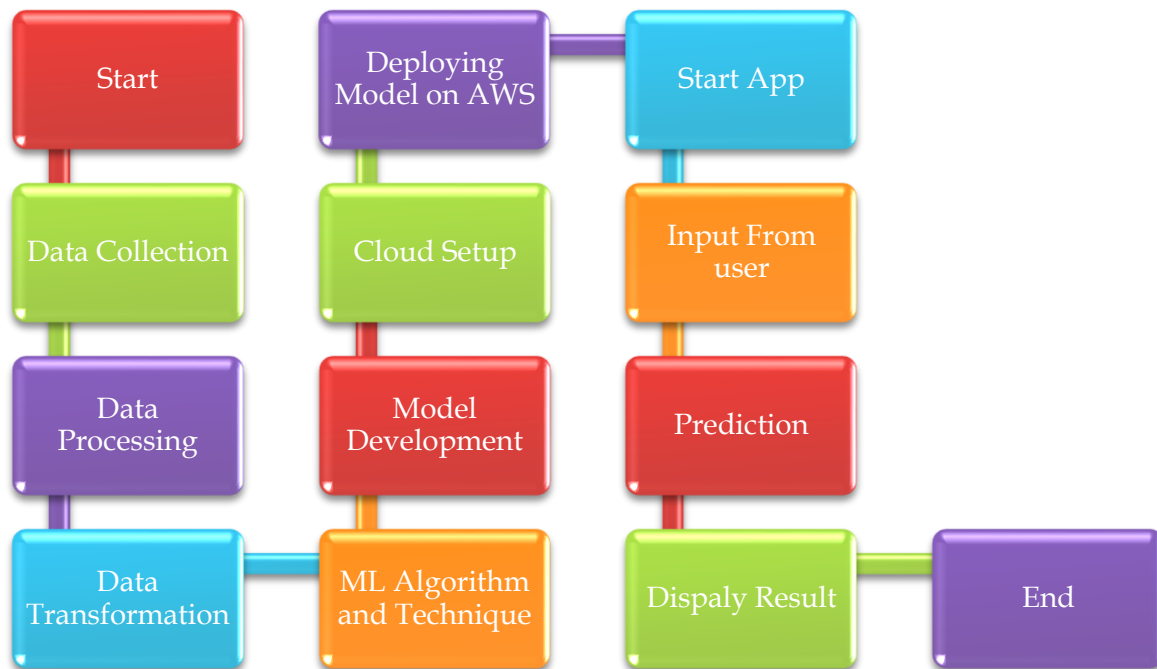 Start
Data Collection
Data
Processing
Data
Transformation
ML Algorithm
and Technique
Model
Development
Cloud Setup
Deploying
Model on AWS
Start App
Input From
user
Prediction
Dispaly Result
End